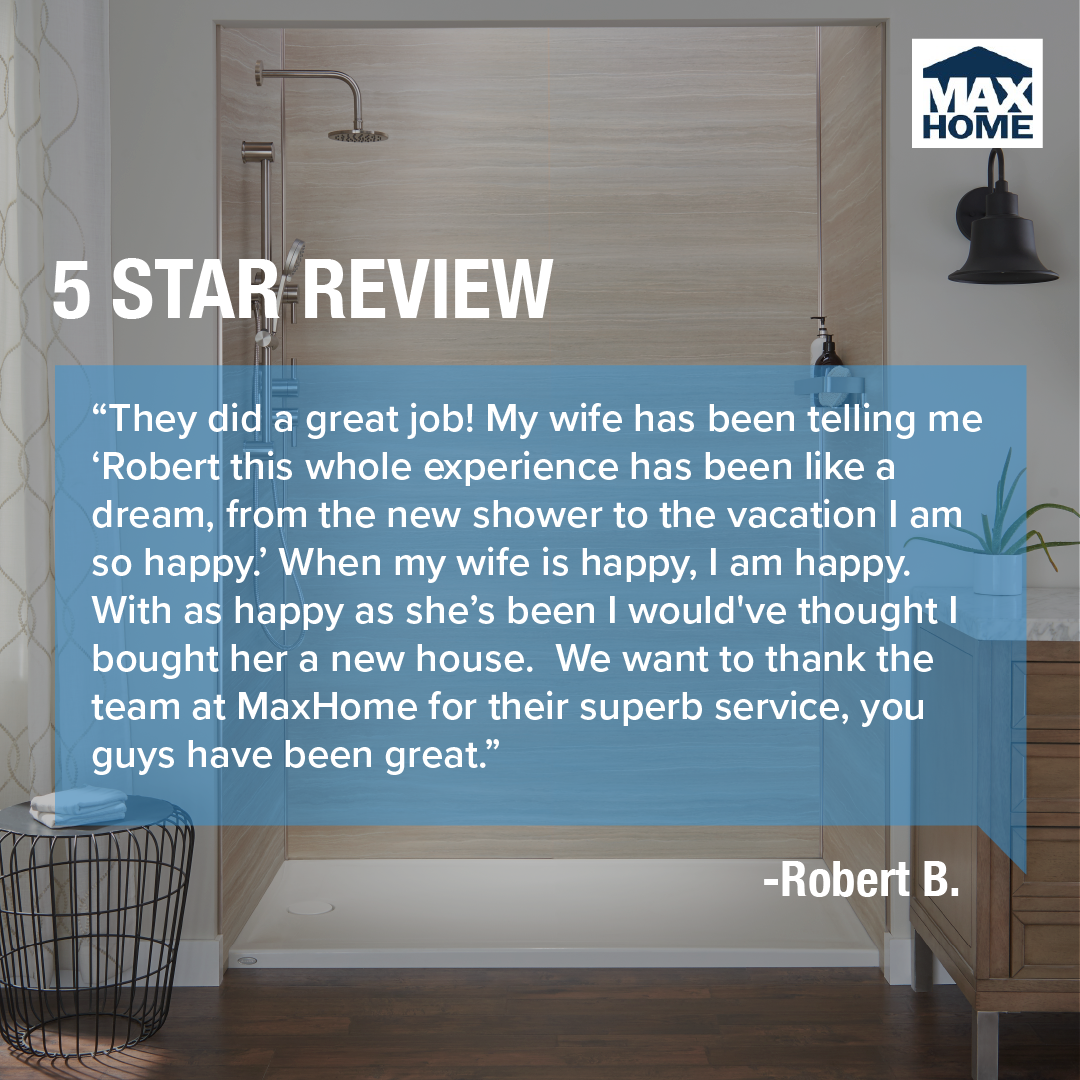 MAX
HOME
5 STAR REVIEW
“They did a great job! My wife has been telling me
‘Robert this whole experience has been like a
dream, from the new shower to the vacation I am
so happy.’ When my wife is happy, I am happy.
With as happy as she’s been I would've thought I
bought her a new house.  We want to thank the
team at MaxHome for their superb service, you
guys have been great.”
-Robert B.